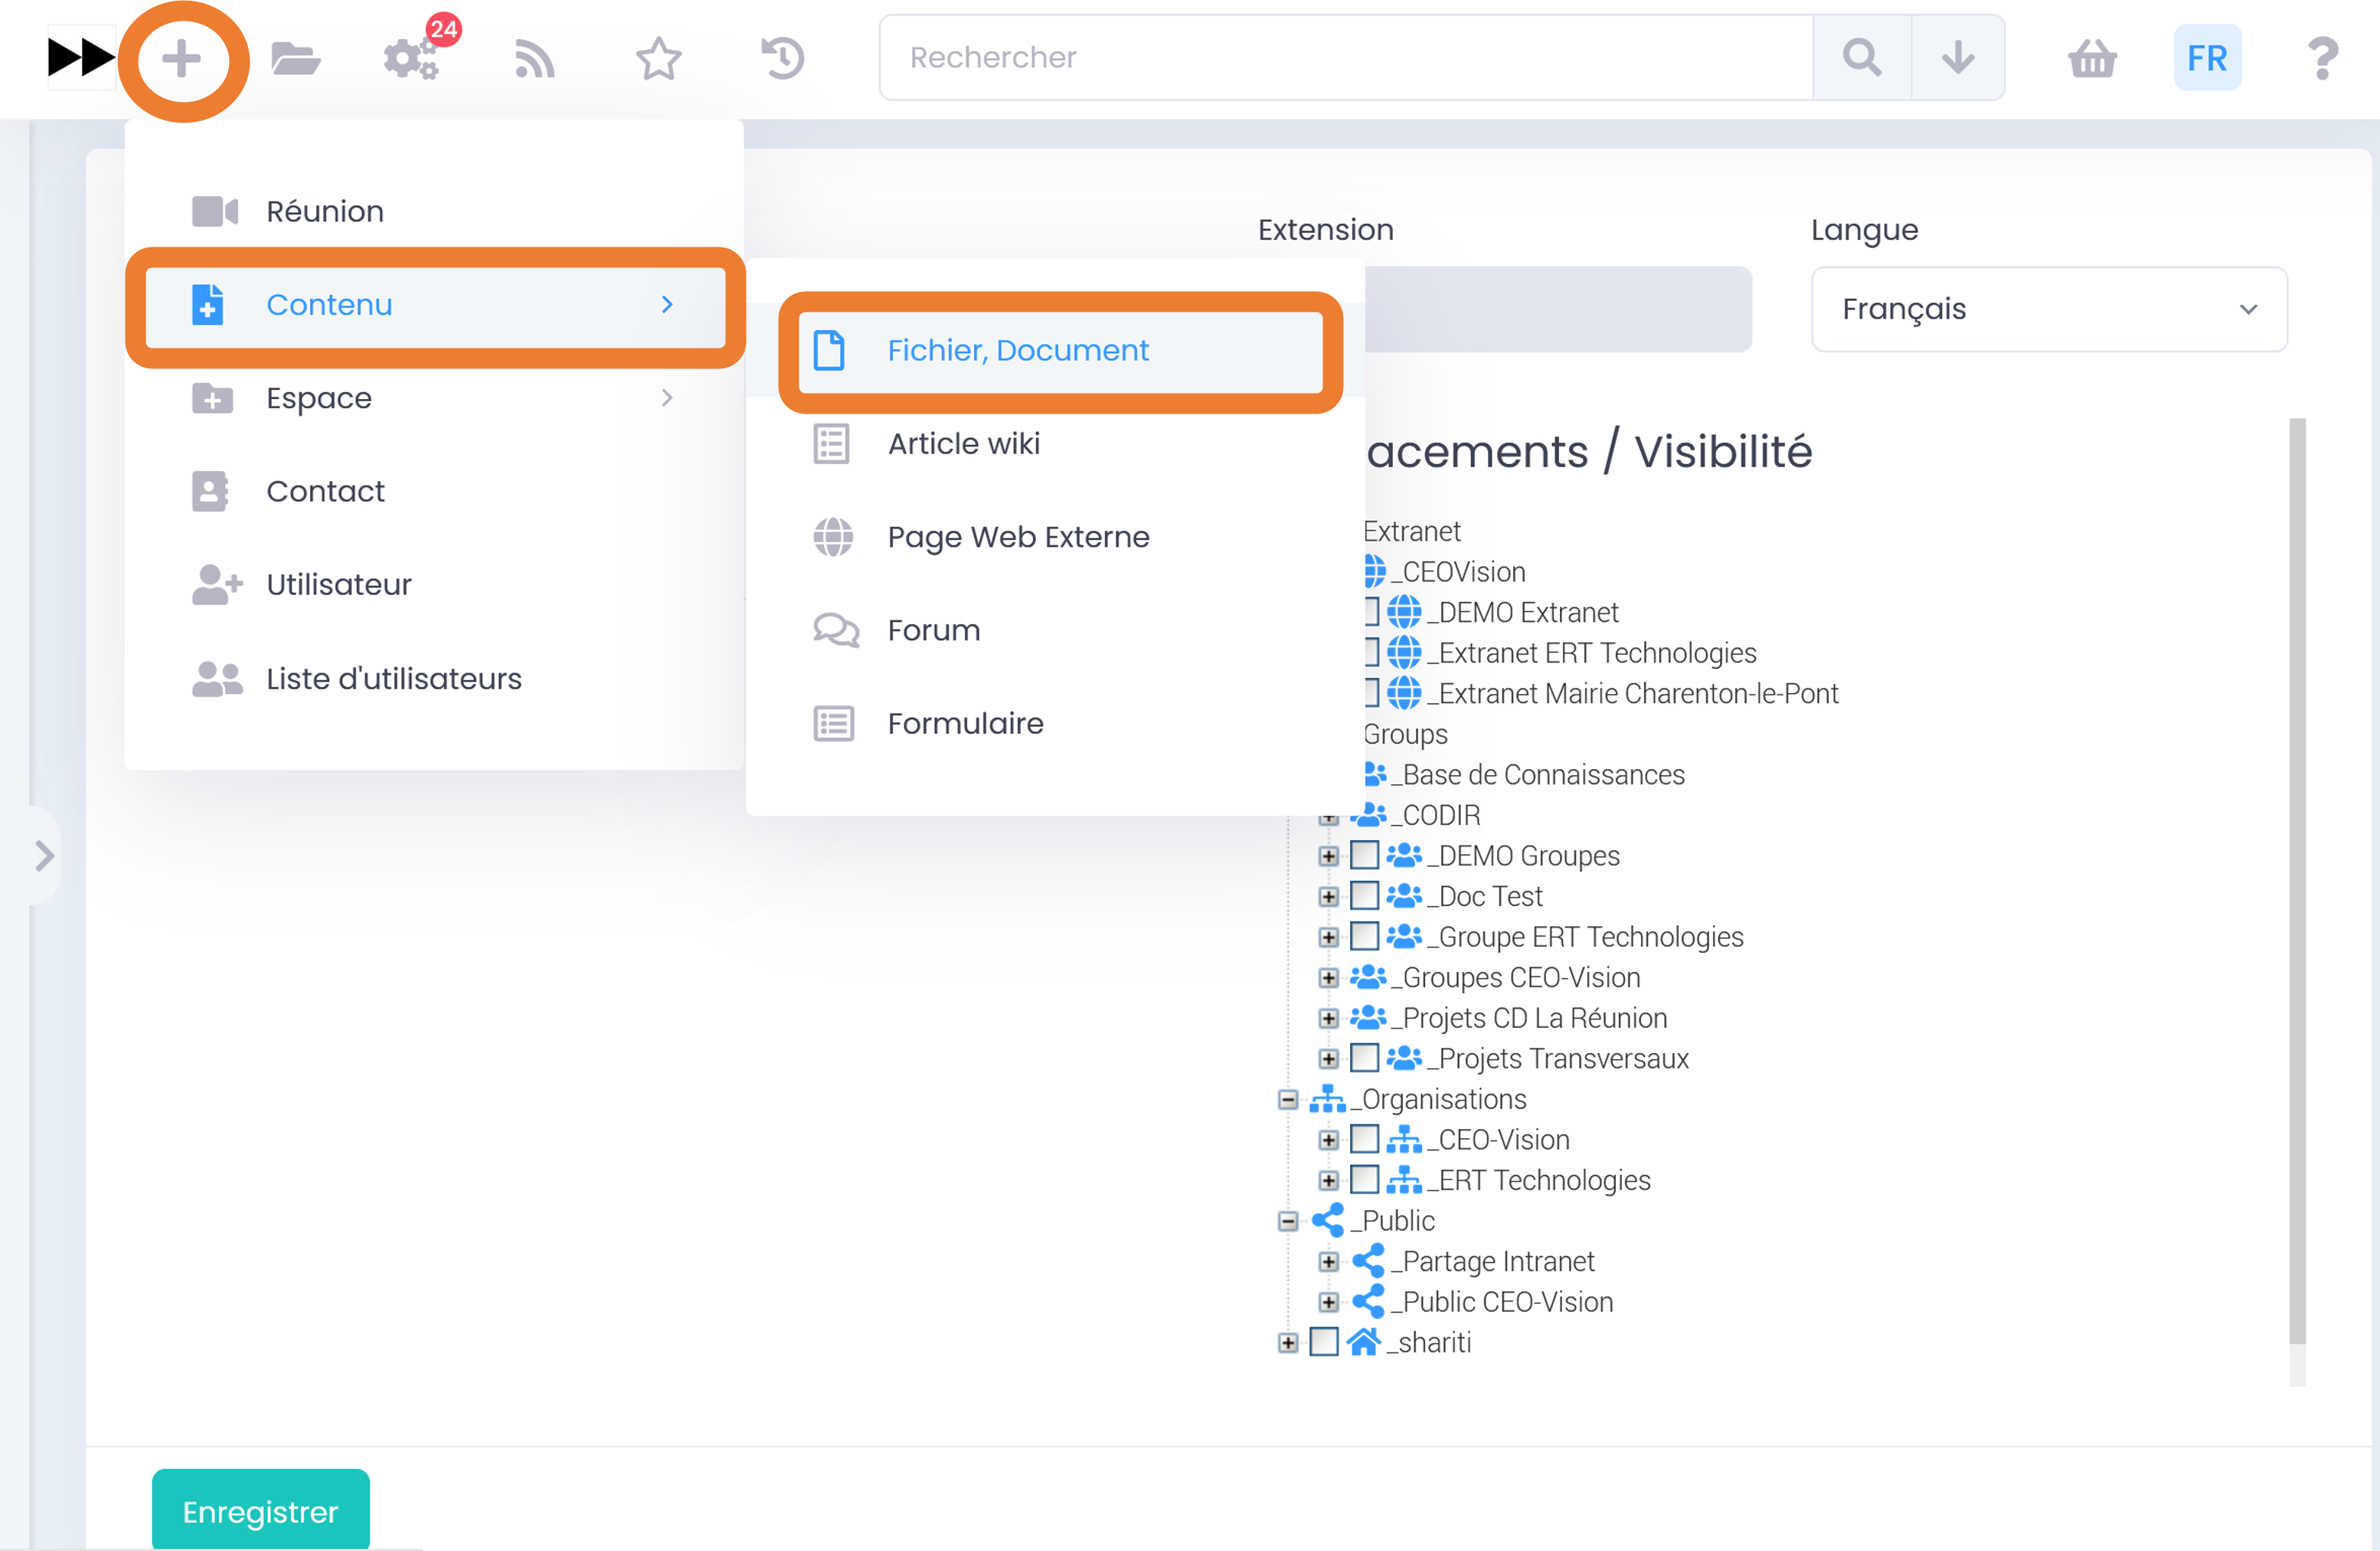 24
Rechercher
FR
?
Réunion
Contenu
Espace
Contact
Utilisateur
Liste d'utilisateurs
Fichier, Document
Article wiki
Page Web Externe
Forum
Formulaire
Extension
Langue
Français
acements / Visibilité
Extranet
_CEOVision
_DEMO Extranet
_Extranet ERT Technologies
_Extranet Mairie Charenton-le-Pont
Groups
_Base de Connaissances
_CODIR
_DEMO Groupes
_Doc Test
_Groupe ERT Technologies
_Groupes CEO-Vision
_Projets CD La Réunion
_Projets Transversaux
_Organisations
_CEO-Vision
_ERT Technologies
_Public
_Partage Intranet
_Public CEO-Vision
_shariti
Enregistrer